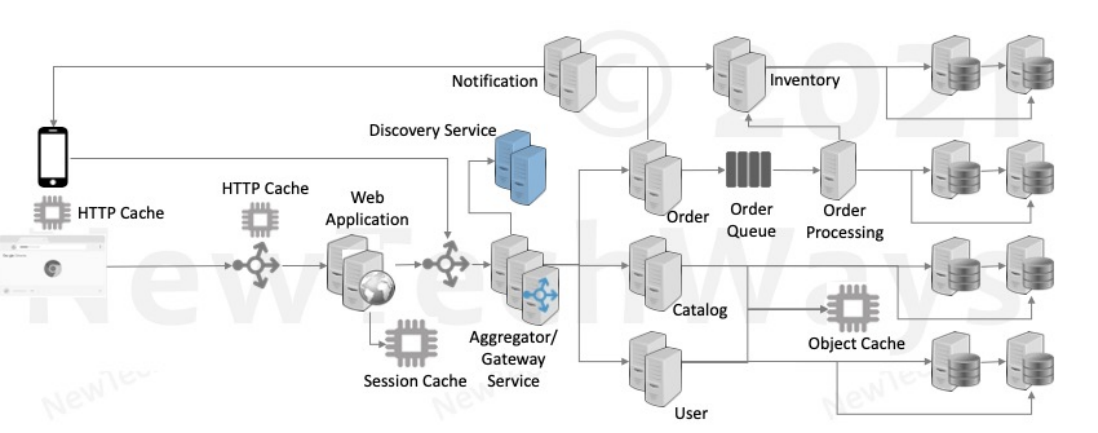 © 2021
Notification
Inventory
Discovery Service
HTTP Cache
HTTP Cache
Web
Application
Order
Order
Queue
Order
Processing
NewTechWays
Catalog
Object Cache
Aggregator/
Gateway
Service
Session Cache
User